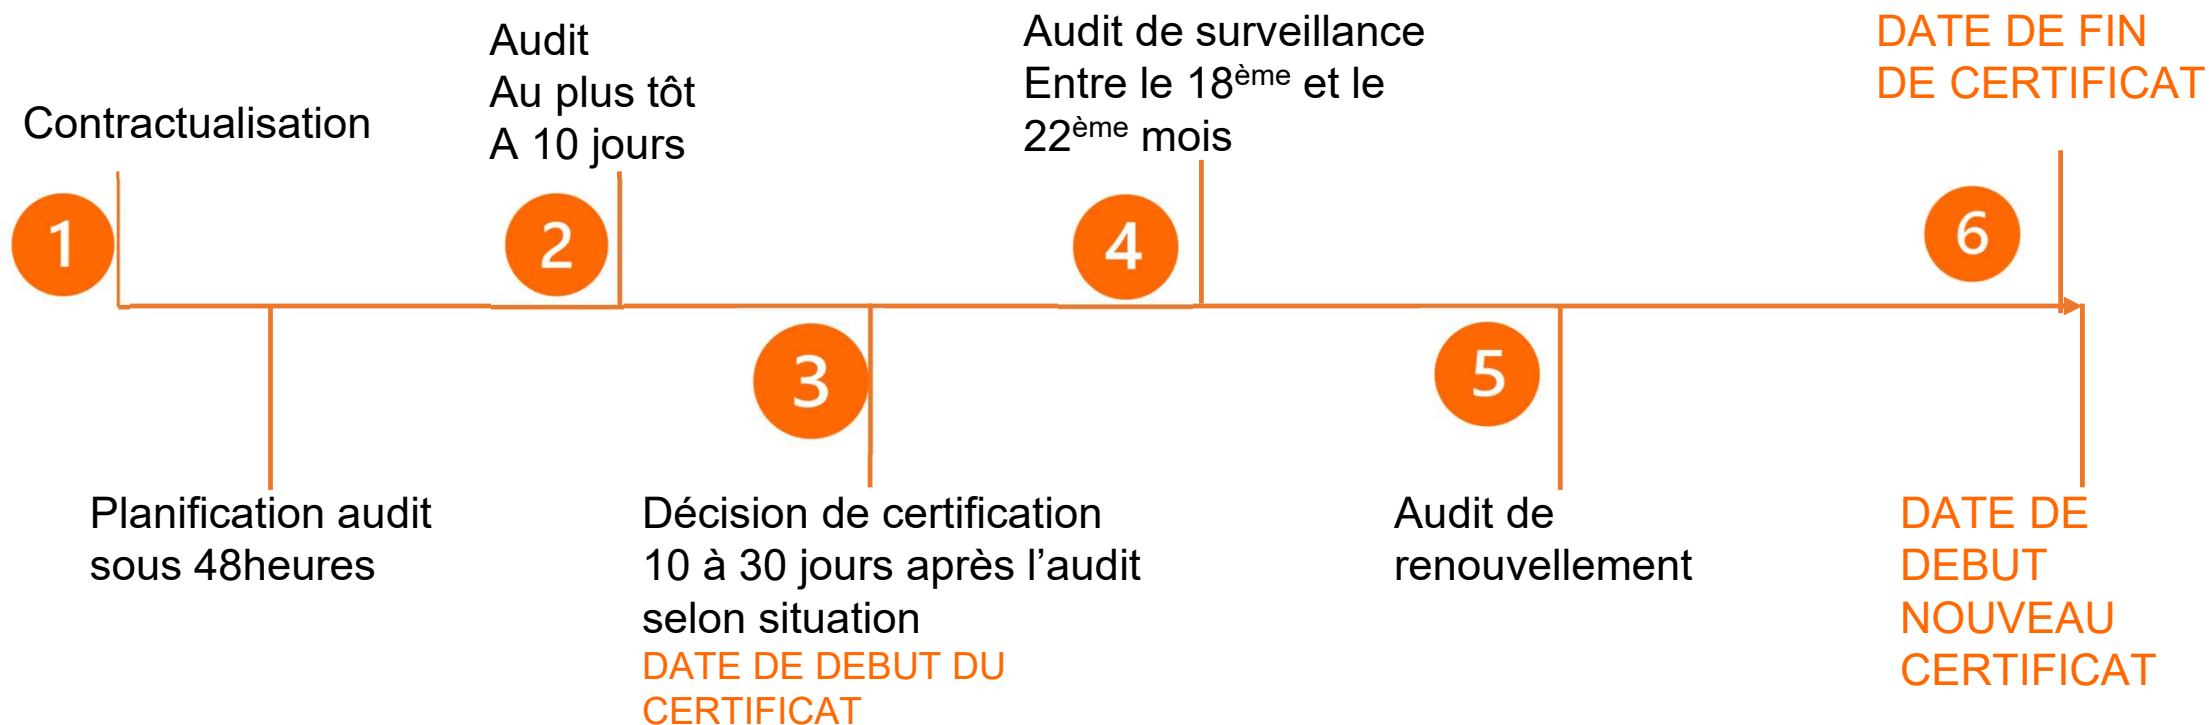 Contractualisation
1
Planification audit
sous 48heures
Audit
Au plus tôt
A 10 jours
2
3
Décision de certification
10 à 30 jours après l’audit
selon situation
DATE DE DEBUT DU
CERTIFICAT
Audit de surveillance
Entre le 18ème et le
22ème mois
4
5
Audit de
renouvellement
DATE DE FIN
DE CERTIFICAT
6
DATE DE
DEBUT
NOUVEAU
CERTIFICAT